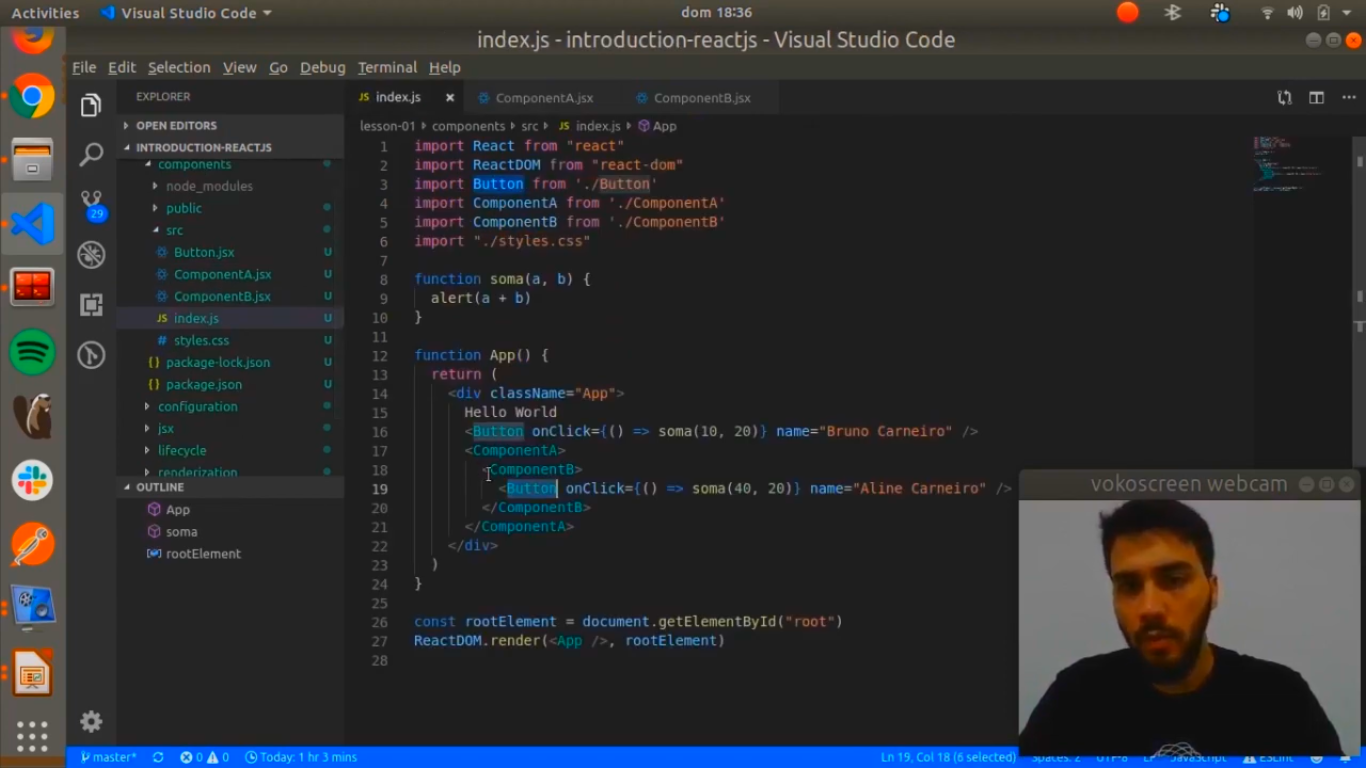 Activities Visual Studio Code dom 18:36
index.js - introduction-reactjs - Visual Studio Code
File Edit Selection View Go Debug Terminal Help
EXPLORER
OPEN EDITORS
INTRODUCTION-REACTJS
components
node_modules
public
src
Button.jsx U
ComponentA.jsx U
ComponentB.jsx U
JS index.js U
# styles.css U
{} package-lock.json U
{} package.json U
configuration
jsx
lifecycle
renderization
OUTLINE
App
soma
rootElement
29
JS index.js × ComponentA.jsx ComponentB.jsx
lesson-01 components src JS index.js App
1 import React from "react"
2 import ReactDOM from "react-dom"
3 import Button from './Button'
4 import ComponentA from './ComponentA'
5 import ComponentB from './ComponentB'
6 import "./styles.css"
7
8 function soma(a, b) {
9 alert(a + b)
10 }
11
12 function App() {
13 return (
14 <div className="App">
15 Hello World
16 <Button onClick={() => soma(10, 20)} name="Bruno Carneiro" />
17 <ComponentA>
18 <ComponentB>
19 <Button onClick={() => soma(40, 20)} name="Aline Carneiro" />
20 </ComponentB>
21 </ComponentA>
22 </div>
23 )
24 }
25
26 const rootElement = document.getElementById("root")
27 ReactDOM.render(<App />, rootElement)
28
vokoscreen webcam
master* 0 0 Today: 1 hr 3 mins Ln 19, Col 18 (6 selected) Spaces: 2 UTF-8 LF JavaScript ESLint